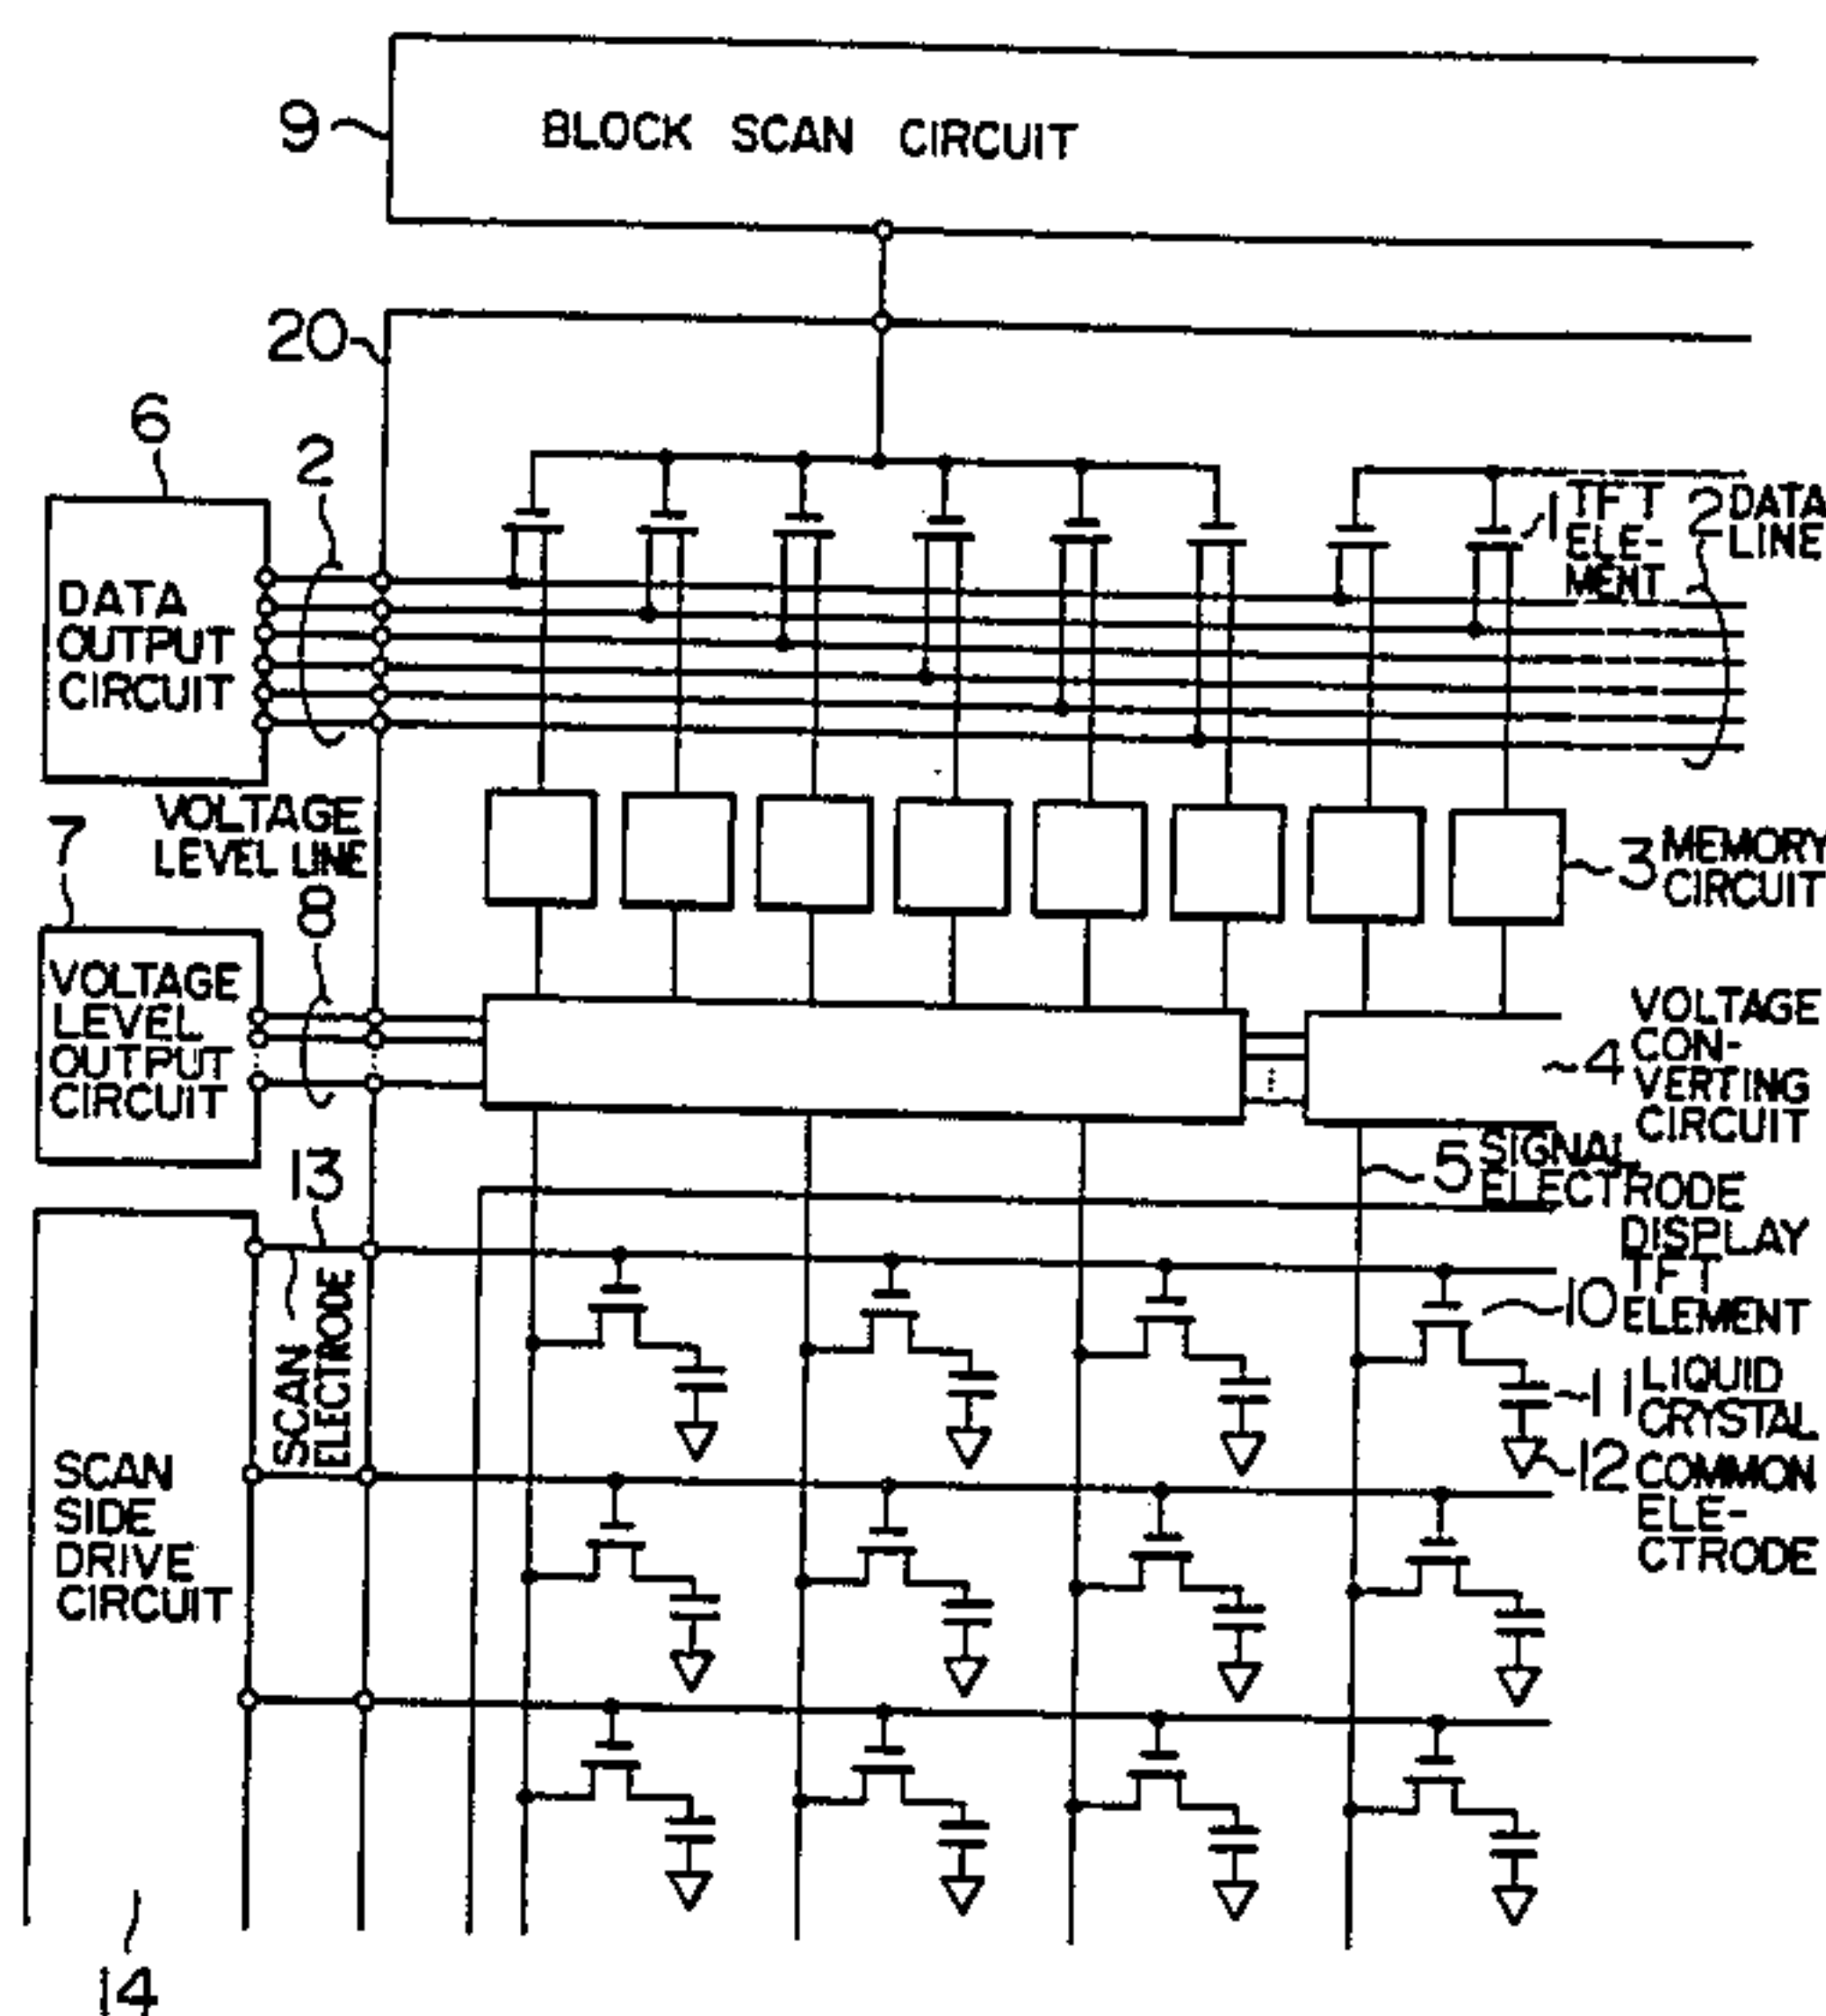 9
BLOCK SCAN CIRCUIT
20
6
2
DATA
OUTPUT
CIRCUIT
1 TFT
ELE-
MENT
2 DATA
LINE
VOLTAGE
LEVEL LINE
7
8
3 MEMORY
CIRCUIT
VOLTAGE
LEVEL
OUTPUT
CIRCUIT
4 VOLTAGE
CON-
VERTING
CIRCUIT
13
5 SIGNAL
ELECTRODE
SCAN
ELECTRODE
DISPLAY
10 TFT
ELEMENT
11 LIQUID
CRYSTAL
12 COMMON
ELE-
CTRODE
SCAN
SIDE
DRIVE
CIRCUIT
14